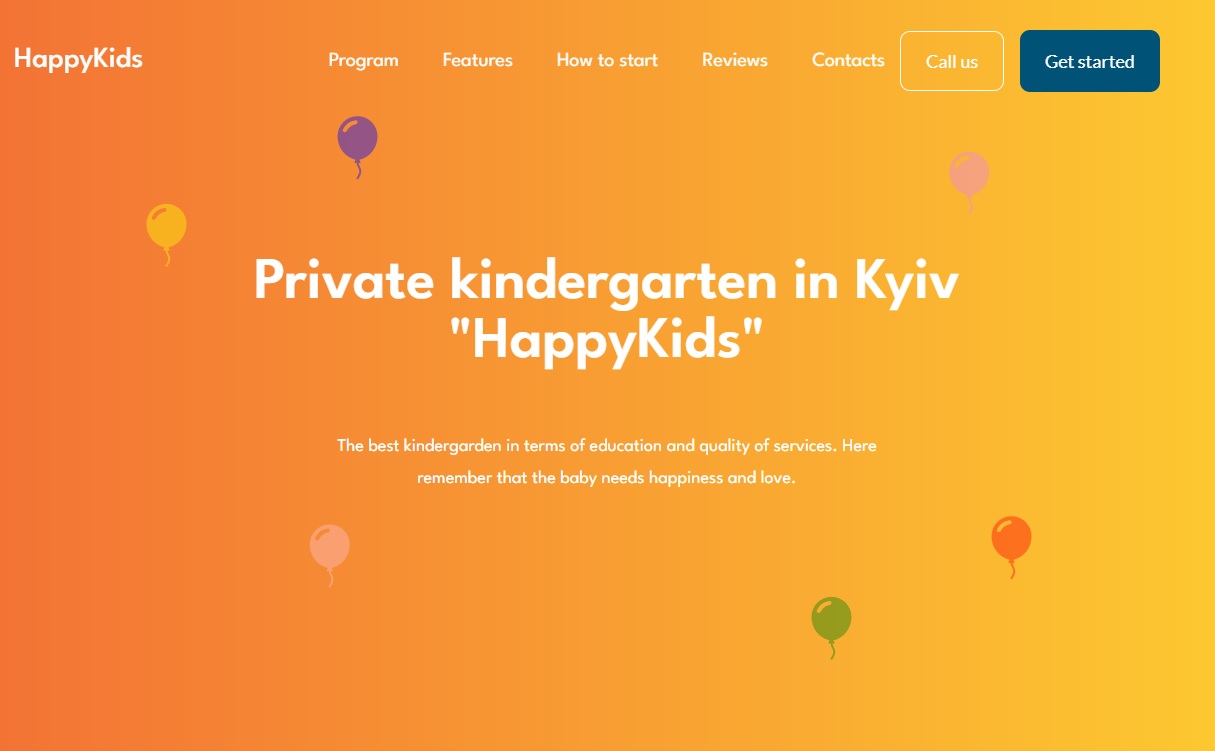 HappyKids
Program
Features
How to start
Reviews
Contacts
Call us
Get started
Private kindergarten in Kyiv
"HappyKids"
The best kindergarden in terms of education and quality of services. Here
remember that the baby needs happiness and love.